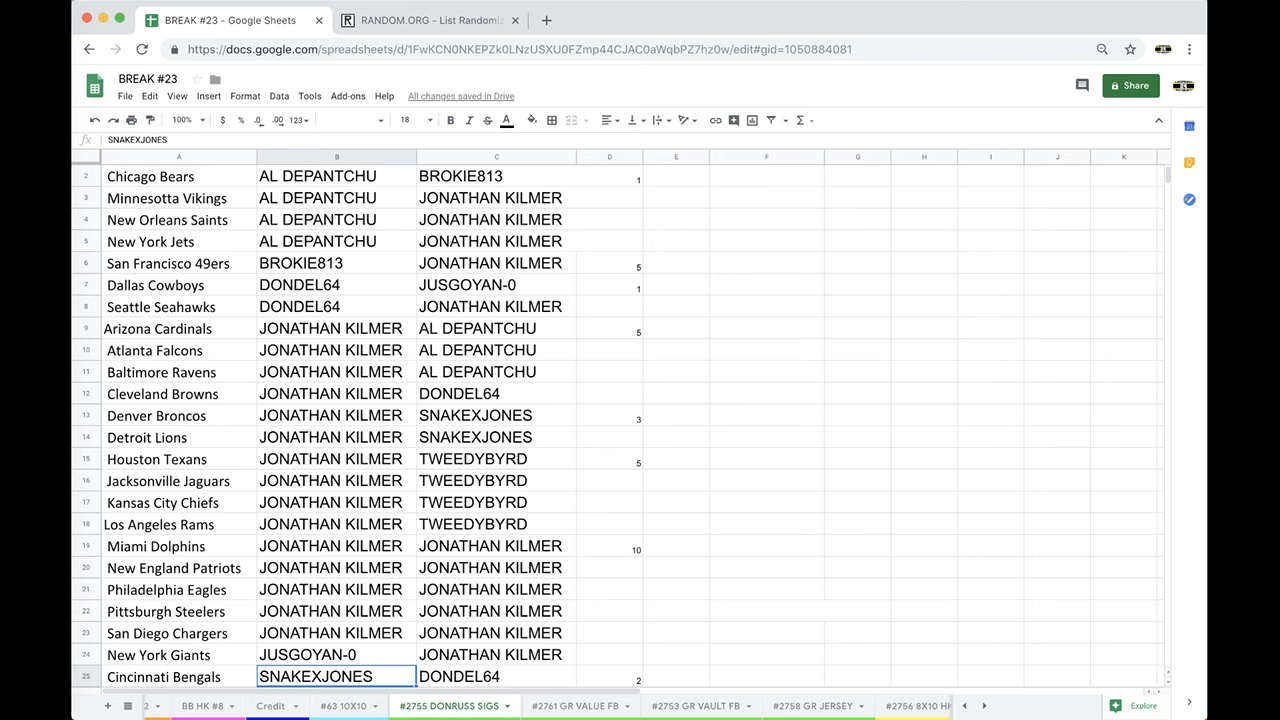 BREAK #23 - Google Sheets × RANDOM.ORG - List Randomi ×
https://docs.google.com/spreadsheets/d/1FwKCN0NKEPZk0LNzUSXU0FZmp44CJAC0aWqbPZ7hz0w/edit#gid=1050884081
BREAK #23
File Edit View Insert Format Data Tools Add-ons Help All changes saved in Drive
Share
100% $ % .0 .00 123 18 B I S A
fx SNAKEXJONES
A B C D E F G H I J K
2 Chicago Bears AL DEPANTCHU BROKIE813 1
3 Minnesotta Vikings AL DEPANTCHU JONATHAN KILMER
4 New Orleans Saints AL DEPANTCHU JONATHAN KILMER
5 New York Jets AL DEPANTCHU JONATHAN KILMER
6 San Francisco 49ers BROKIE813 JONATHAN KILMER 5
7 Dallas Cowboys DONDEL64 JUSGOYAN-0 1
8 Seattle Seahawks DONDEL64 JONATHAN KILMER
9 Arizona Cardinals JONATHAN KILMER AL DEPANTCHU 5
10 Atlanta Falcons JONATHAN KILMER AL DEPANTCHU
11 Baltimore Ravens JONATHAN KILMER AL DEPANTCHU
12 Cleveland Browns JONATHAN KILMER DONDEL64
13 Denver Broncos JONATHAN KILMER SNAKEXJONES 3
14 Detroit Lions JONATHAN KILMER SNAKEXJONES
15 Houston Texans JONATHAN KILMER TWEEDYBYRD 5
16 Jacksonville Jaguars JONATHAN KILMER TWEEDYBYRD
17 Kansas City Chiefs JONATHAN KILMER TWEEDYBYRD
18 Los Angeles Rams JONATHAN KILMER TWEEDYBYRD
19 Miami Dolphins JONATHAN KILMER JONATHAN KILMER 10
20 New England Patriots JONATHAN KILMER JONATHAN KILMER
21 Philadelphia Eagles JONATHAN KILMER JONATHAN KILMER
22 Pittsburgh Steelers JONATHAN KILMER JONATHAN KILMER
23 San Diego Chargers JONATHAN KILMER JONATHAN KILMER
24 New York Giants JUSGOYAN-0 JONATHAN KILMER
25 Cincinnati Bengals SNAKEXJONES DONDEL64 2
2 BB HK #8 Credit #63 10X10 #2755 DONRUSS SIGS #2761 GR VALUE FB #2753 GR VAULT FB #2758 GR JERSEY #2756 8X10 HI Explore